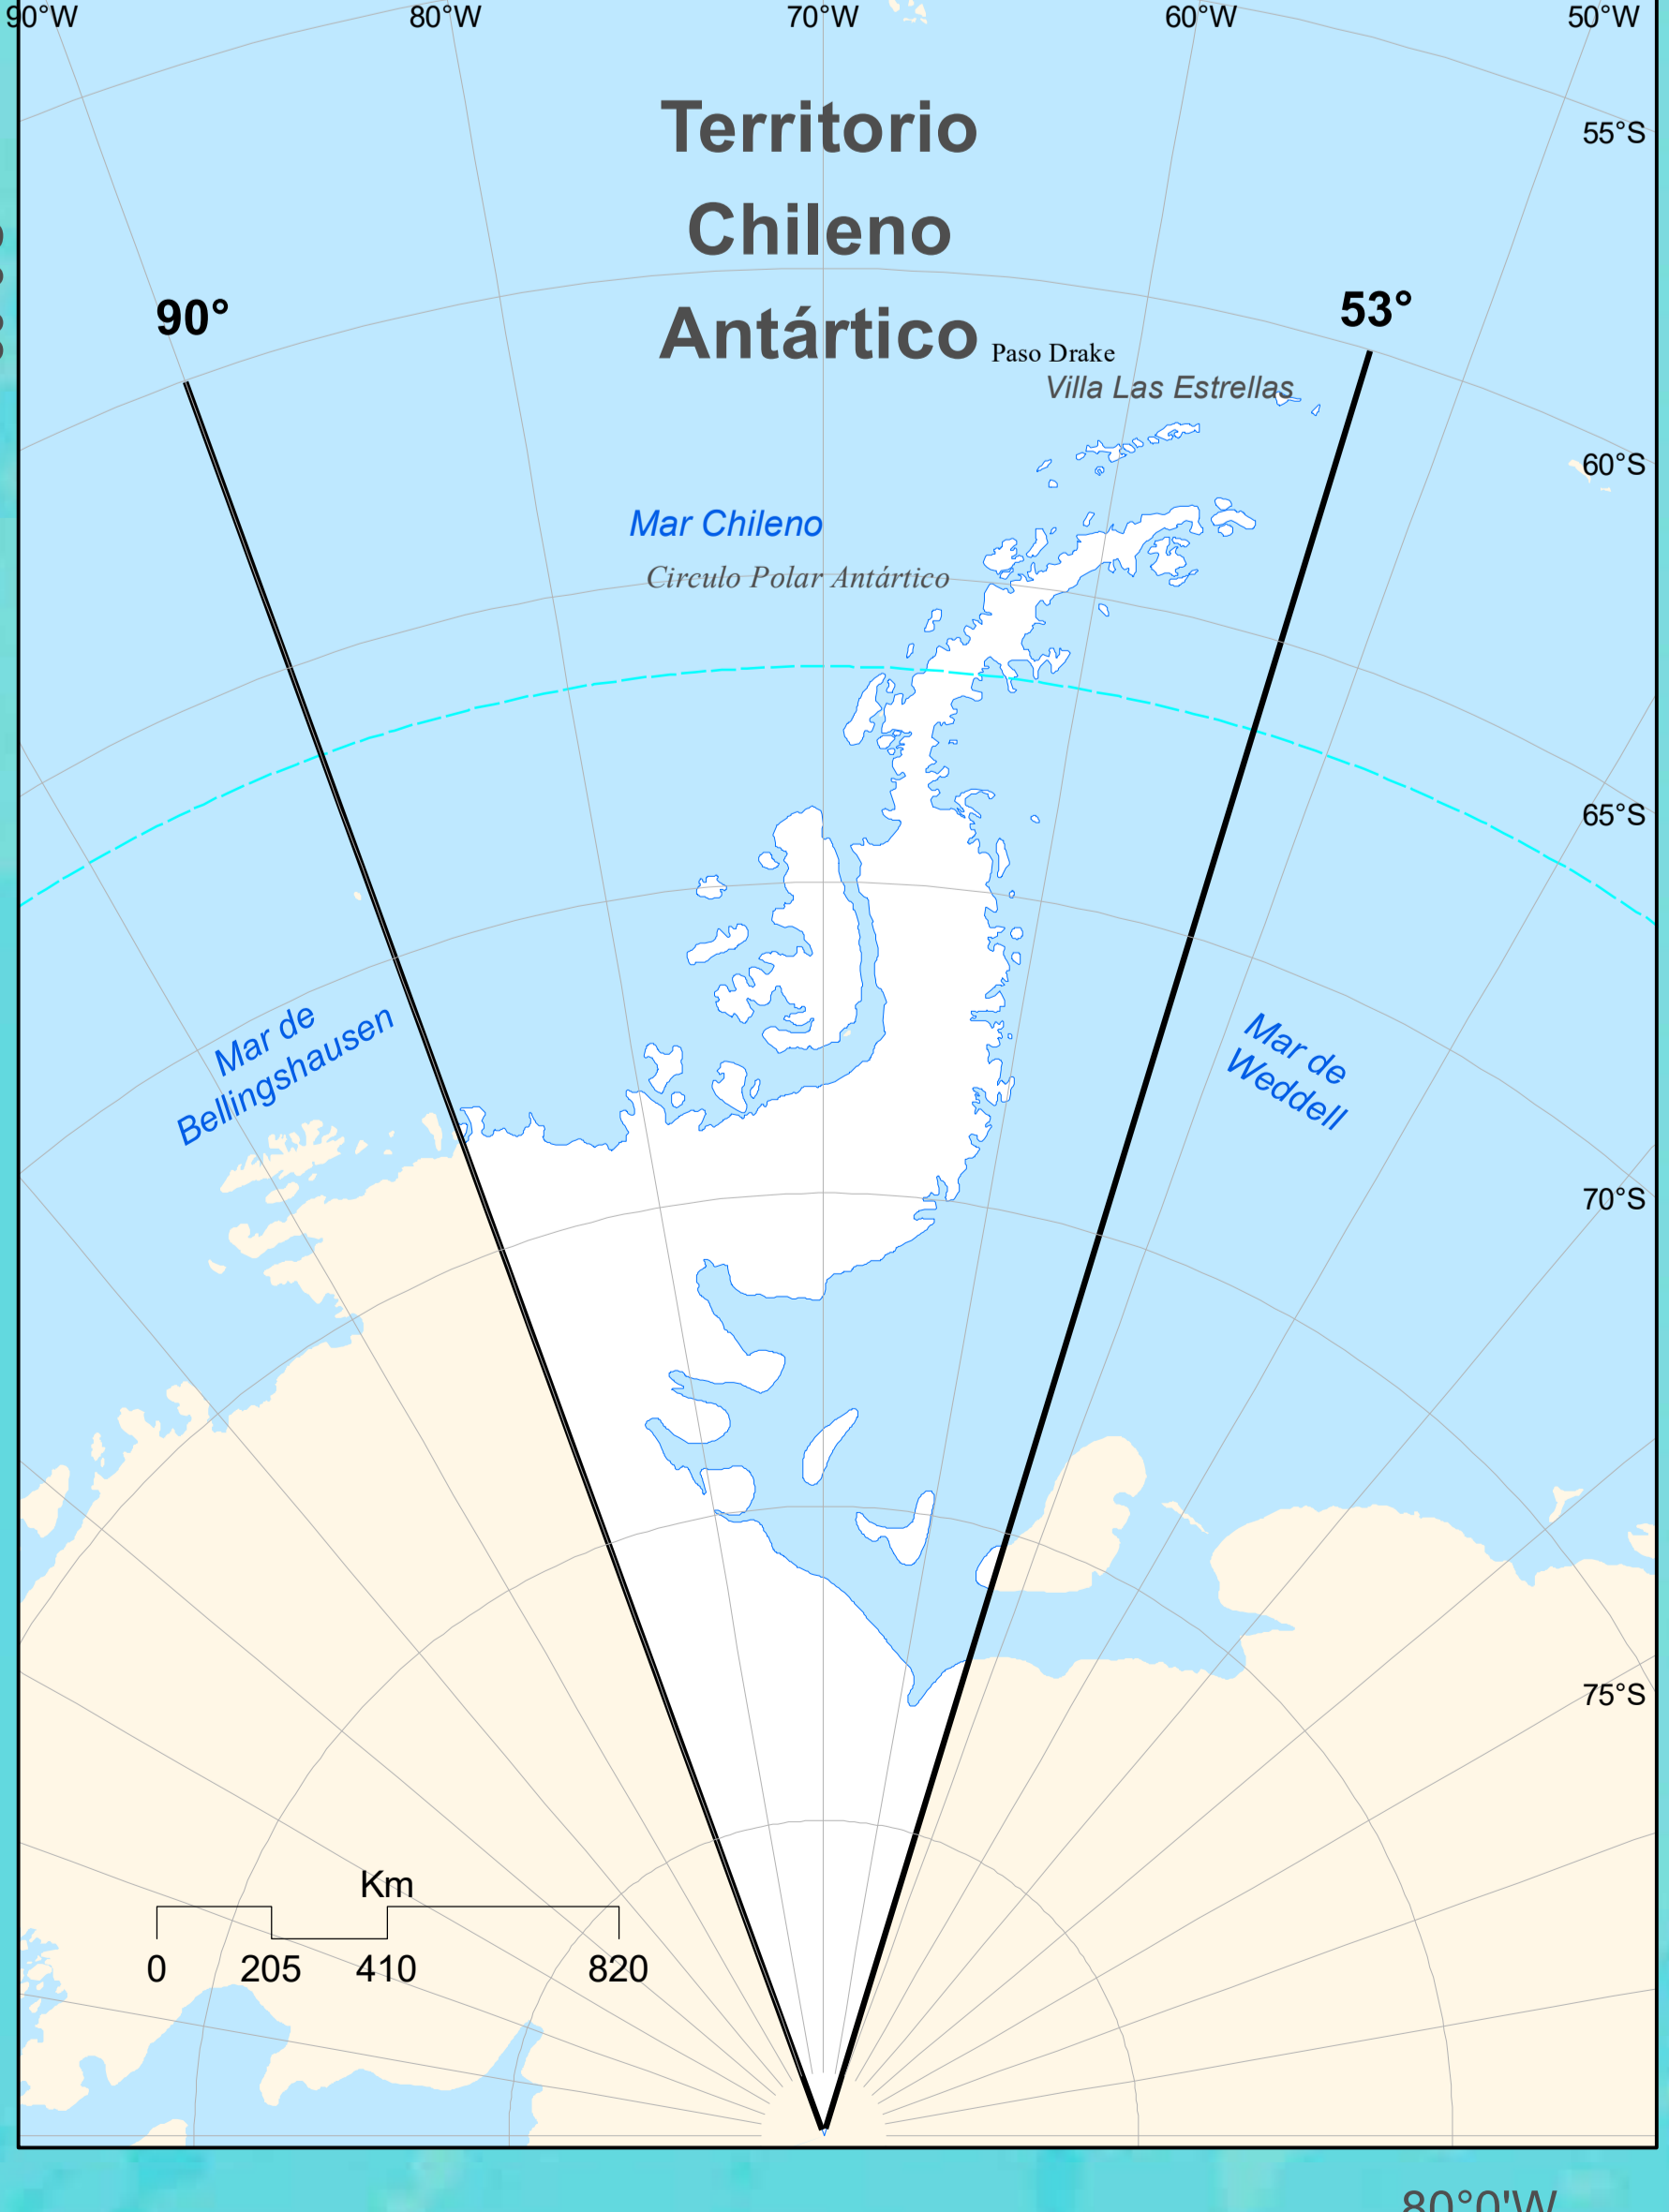 90°W
80°W
70°W
60°W
50°W
Territorio
Chileno
Antártico
55°S
90°
53°
Paso Drake
Villa Las Estrellas
60°S
Mar Chileno
Circulo Polar Antártico
65°S
Mar de
Bellingshausen
Mar de
Weddell
70°S
75°S
Km
0
205
410
820
80°0'W